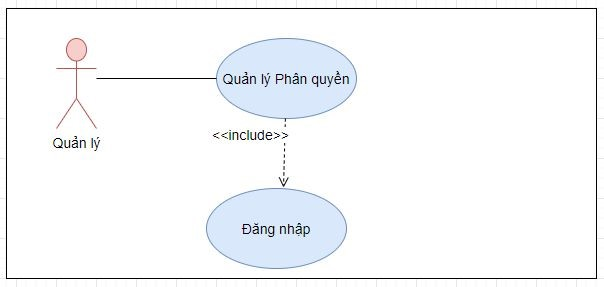 Quản lý Phân quyền
Quản lý
<<include>>
Đăng nhập